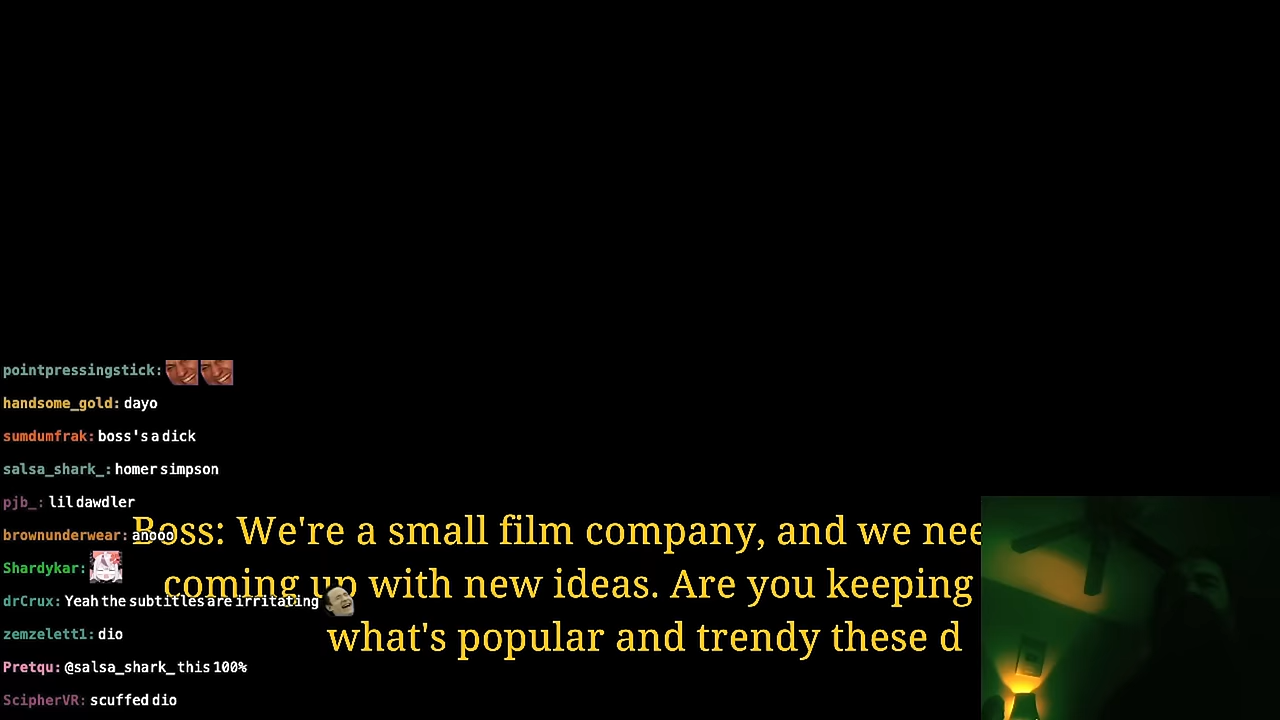 pointpressingstick:
handsome_gold: dayo
sumdumfrak: boss's a dick
salsa_shark_: homer simpson
pjb_: lil dawdler
brownunderwear: anooo
Shardykar:
drCrux: Yeah the subtitles are irritating
zemzelett1: dio
Pretqu: @salsa_shark_ this 100%
ScipherVR: scuffed dio
Boss: We're a small film company, and we nee
coming up with new ideas. Are you keeping
what's popular and trendy these d